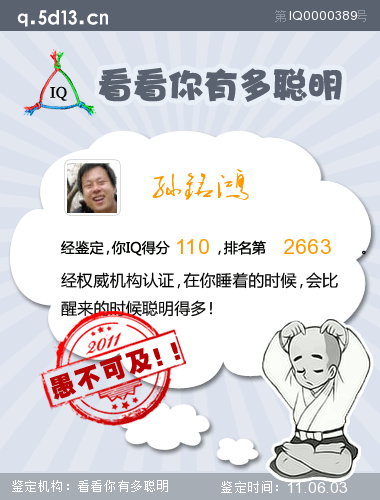 q.5d13.cn
第IQ0000389号
IQ
看看你有多聪明
孙铭鸿
经鉴定,你IQ得分 110 ,排名第 2663 。
经权威机构认证,在你睡着的时候,会比
醒来的时候聪明得多!
2011
愚不可及!!
鉴定机构:看看你有多聪明
鉴定时间:11.06.03